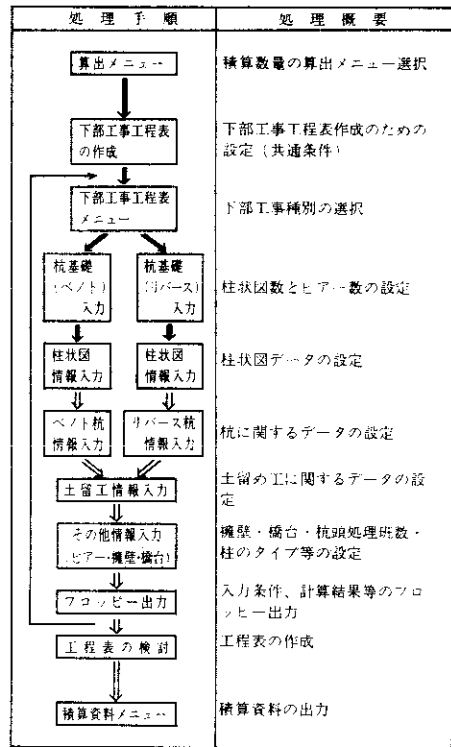 処理手順
処理概要
算出メニュー
積算数量の算出メニュー選択
下部工事工程表
の作成
下部工事工程表作成のための
設定(共通条件)
下部工事工程表
メニュー
下部工事種別の選択
杭基礎
(ベノト)
入力
杭基礎
(リバース)
入力
柱状図数とピアー数の設定
柱状図
情報入力
柱状図
情報入力
柱状図データの設定
ベノト杭
情報入力
リバース杭
情報入力
杭に関するデータの設定
土留工情報入力
土留め工に関するデータの設
定
その他情報入力
(ピアー・擁壁・橋台)
擁壁・橋台・杭頭処理班数・
柱のタイプ等の設定
フロッピー出力
入力条件、計算結果等のフロ
ッピー出力
工程表の検討
工程表の作成
積算資料メニュー
積算資料の出力